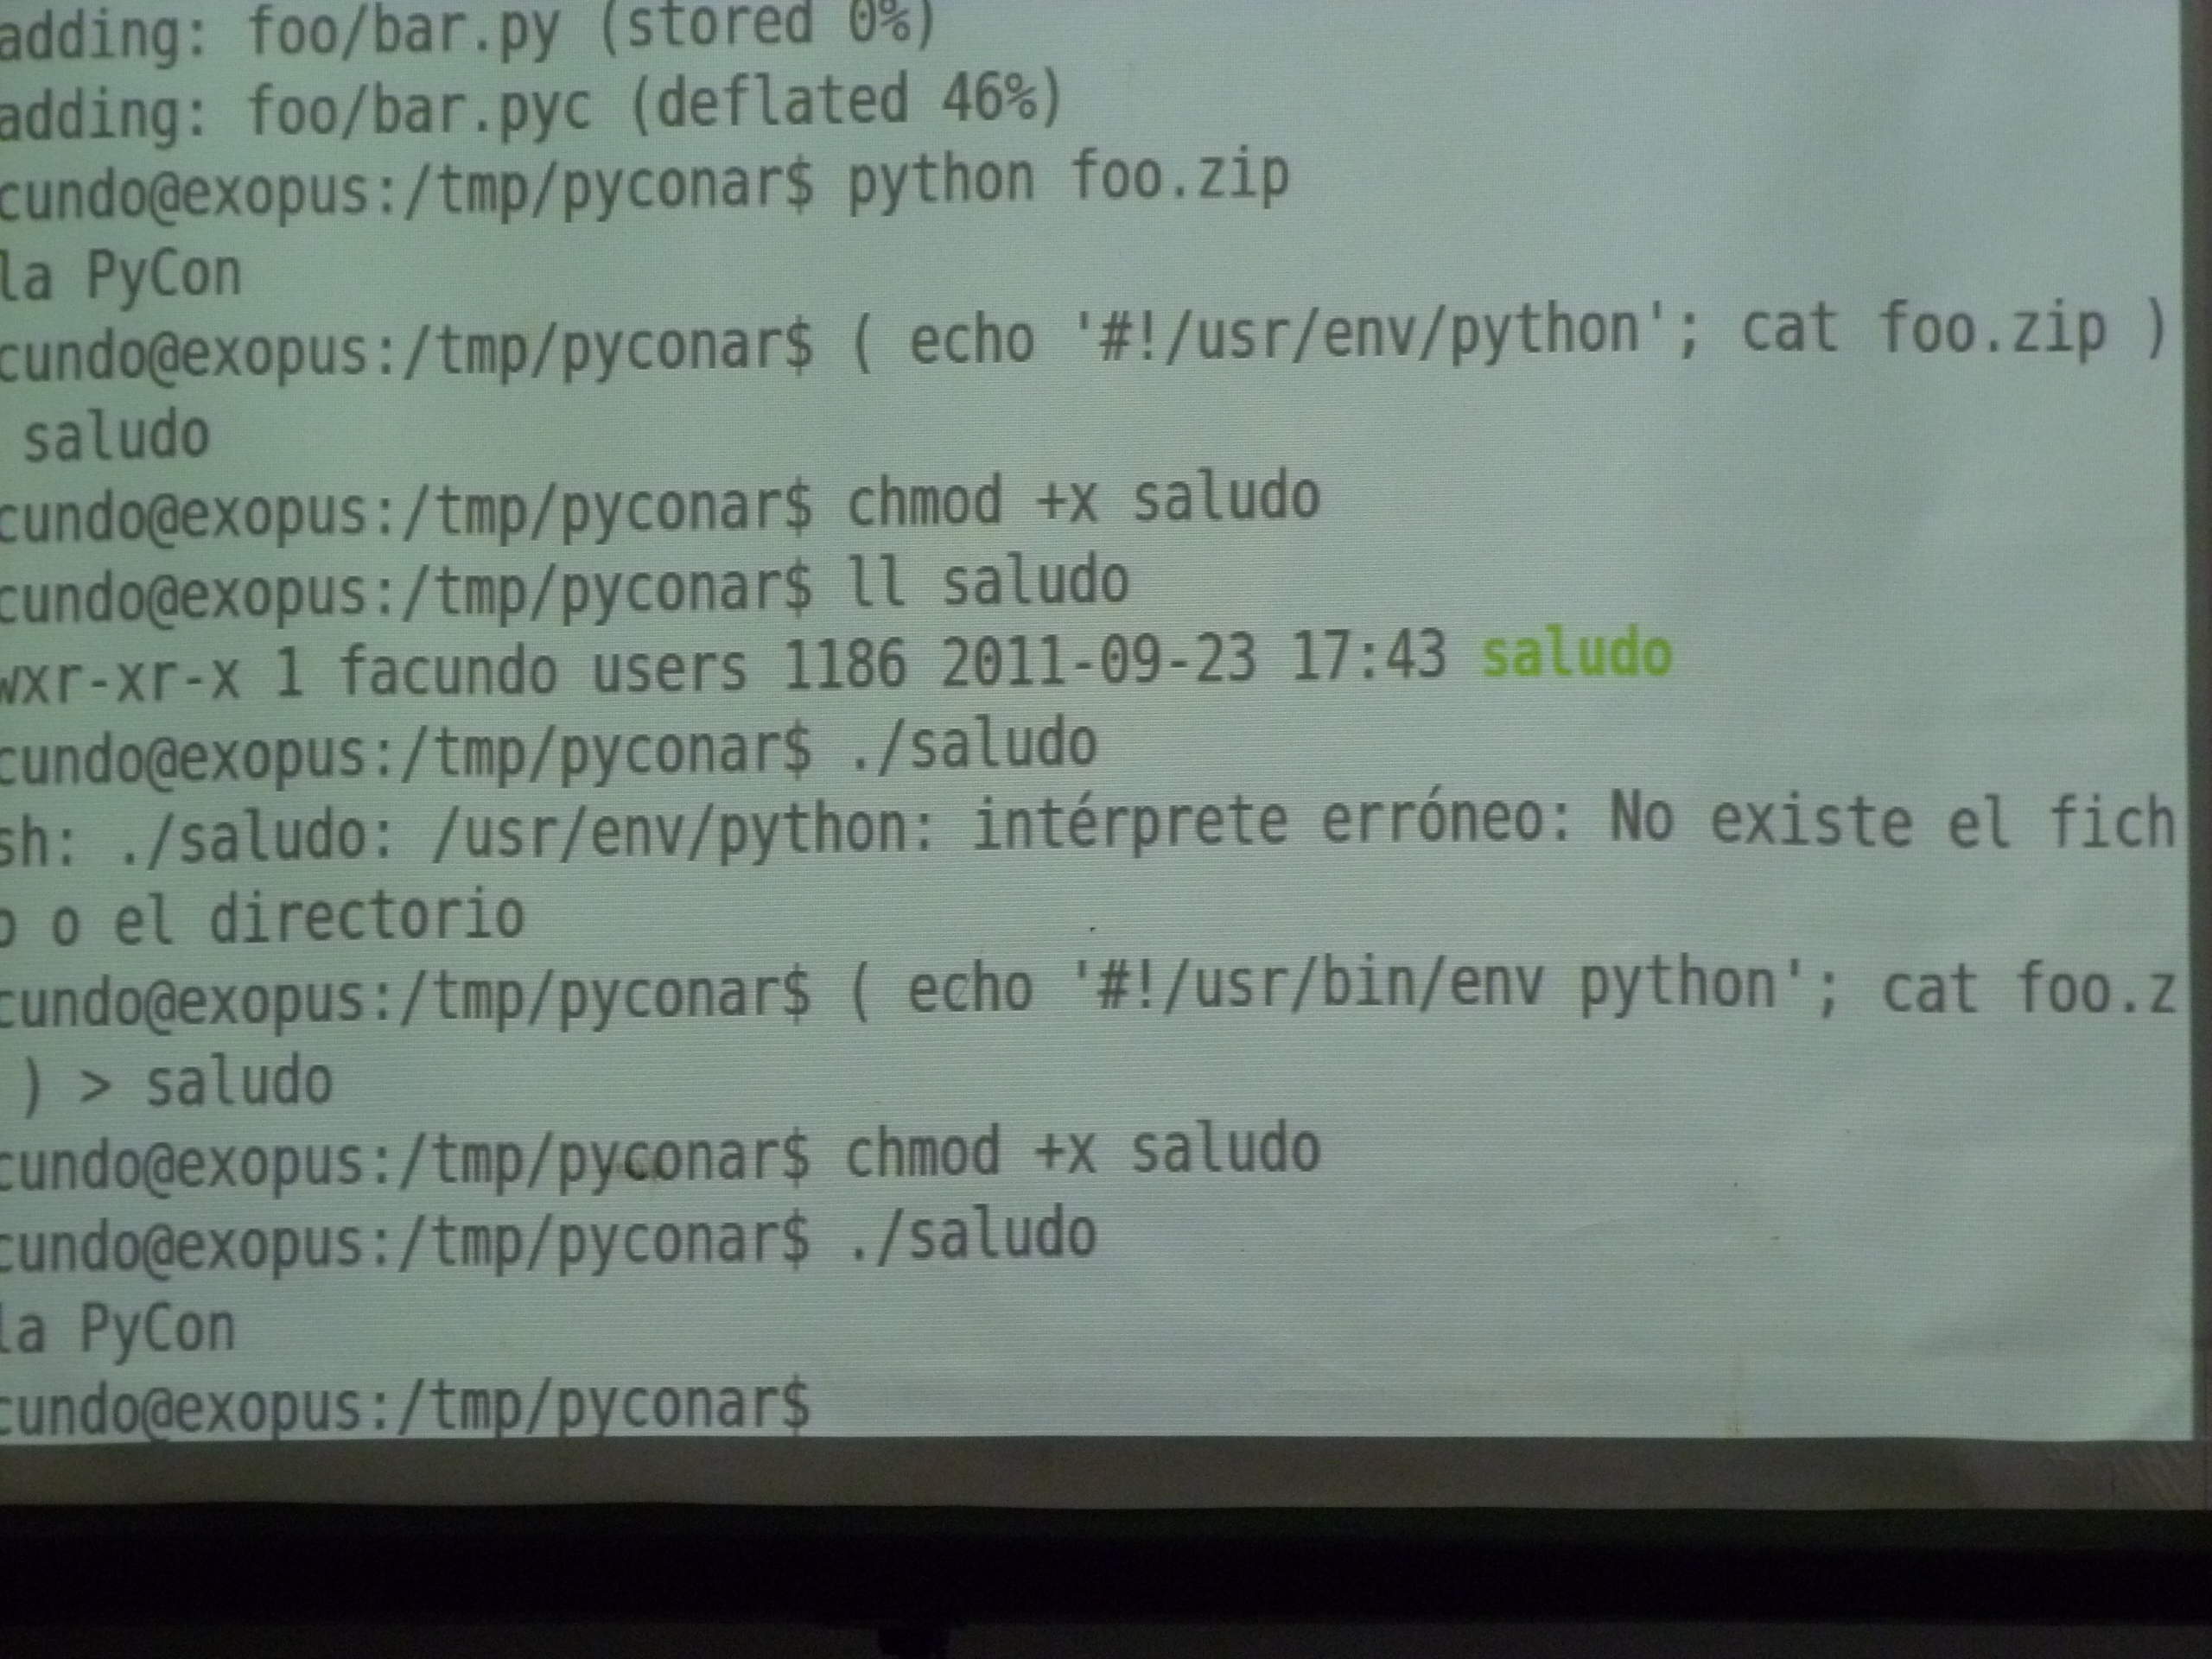 adding: foo/bar.py (stored 0%)
adding: foo/bar.pyc (deflated 46%)
cundo@exopus:/tmp/pyconar$ python foo.zip
la PyCon
cundo@exopus:/tmp/pyconar$ ( echo '#!/usr/env/python'; cat foo.zip )
saludo
cundo@exopus:/tmp/pyconar$ chmod +x saludo
cundo@exopus:/tmp/pyconar$ ll saludo
wxr-xr-x 1 facundo users 1186 2011-09-23 17:43 saludo
cundo@exopus:/tmp/pyconar$ ./saludo
sh: ./saludo: /usr/env/python: intérprete erróneo: No existe el fich
o o el directorio
cundo@exopus:/tmp/pyconar$ ( echo '#!/usr/bin/env python'; cat foo.z
) > saludo
cundo@exopus:/tmp/pyconar$ chmod +x saludo
cundo@exopus:/tmp/pyconar$ ./saludo
la PyCon
cundo@exopus:/tmp/pyconar$